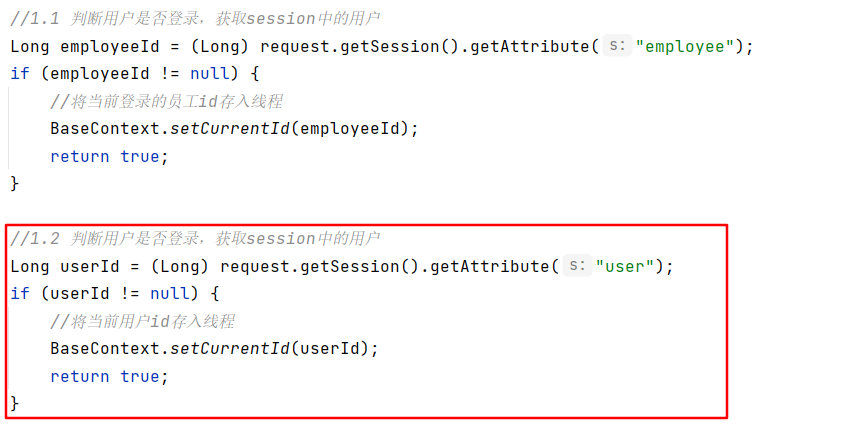 //1.1 判断用户是否登录，获取session中的用户
Long employeeId = (Long) request.getSession().getAttribute( s: "employee");
if (employeeId != null) {
//将当前登录的员工id存入线程
BaseContext.setCurrentId(employeeId);
return true;
}
//1.2 判断用户是否登录，获取session中的用户
Long userId = (Long) request.getSession().getAttribute( s: "user");
if (userId != null) {
//将当前用户id存入线程
BaseContext.setCurrentId(userId);
return true;
}